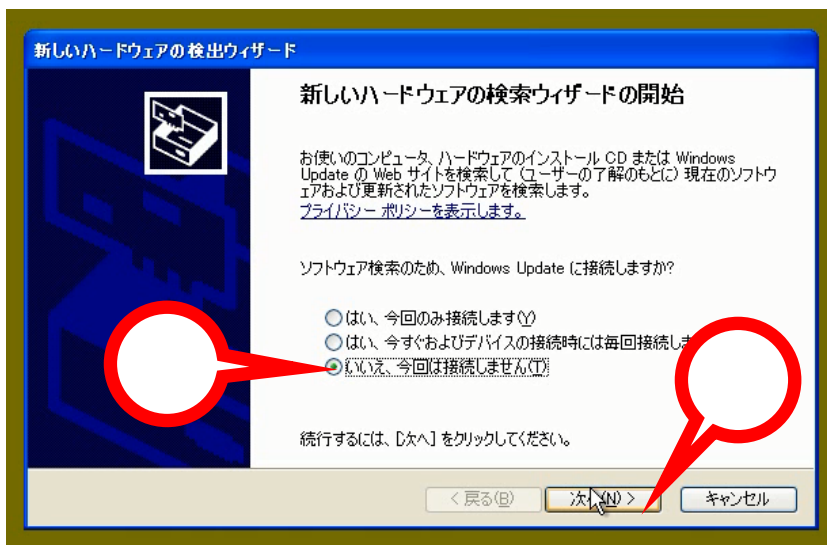 新しいハードウェアの検出ウィザード
新しいハードウェアの検索ウィザードの開始
お使いのコンピュータ、ハードウェアのインストール CD または Windows
Update の Web サイトを検索して (ユーザーの了解のもとに) 現在のソフトウ
ェアおよび更新されたソフトウェアを検索します。
プライバシー ポリシーを表示します。
ソフトウェア検索のため、Windows Update に接続しますか?
はい、今回のみ接続します(Y)
はい、今すぐおよびデバイスの接続時には毎回接続しま
いいえ、今回は接続しません(T)
続行するには、[次へ] をクリックしてください。
< 戻る(B)
次へ(N) >
キャンセル